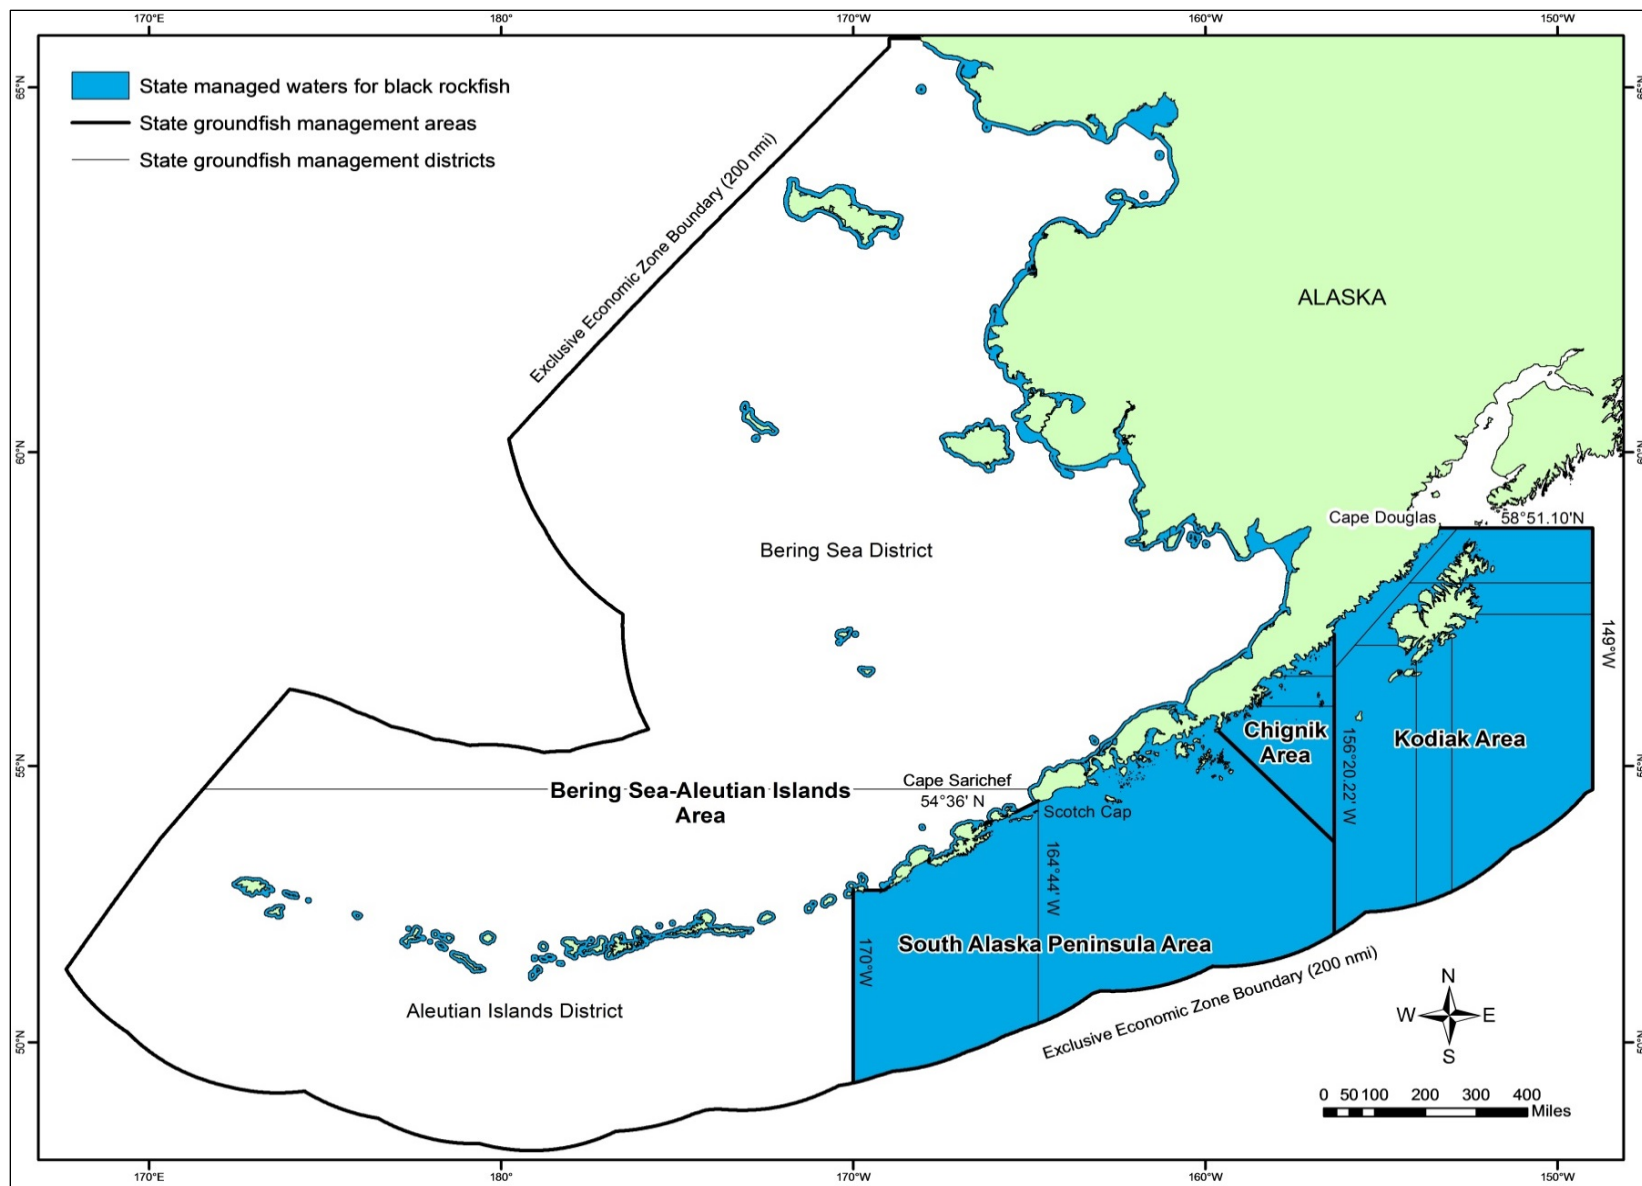 170°E 180° 170°W 160°W 150°W
65°N 65°N
State managed waters for black rockfish
State groundfish management areas
State groundfish management districts
Exclusive Economic Zone Boundary (200 nmi)
ALASKA
60°N 60°N
Cape Douglas 58°51.10'N
Bering Sea District
149°W
Chignik
Area
156°20.22' W
Kodiak Area
55°N 55°N
Bering Sea-Aleutian Islands
Area
Cape Sarichef
54°36' N
Scotch Cap
164°44' W
170°W
South Alaska Peninsula Area
Exclusive Economic Zone Boundary (200 nmi)
Aleutian Islands District
50°N 50°N
N
W E
S
0 50 100 200 300 400
Miles
170°E 180° 170°W 160°W 150°W